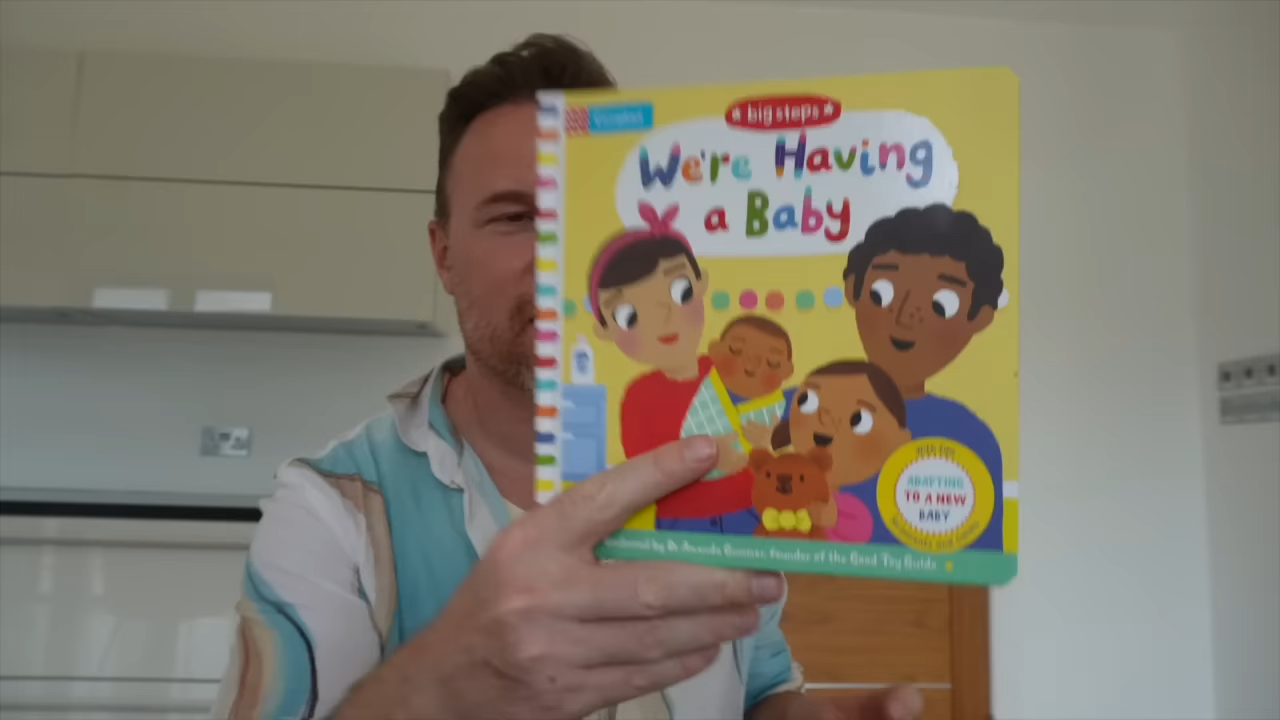 big steps
We're Having
a Baby
ADAPTING
TO A NEW
BABY
by Dr Amanda Gummer, founder of the Good Toy Guide